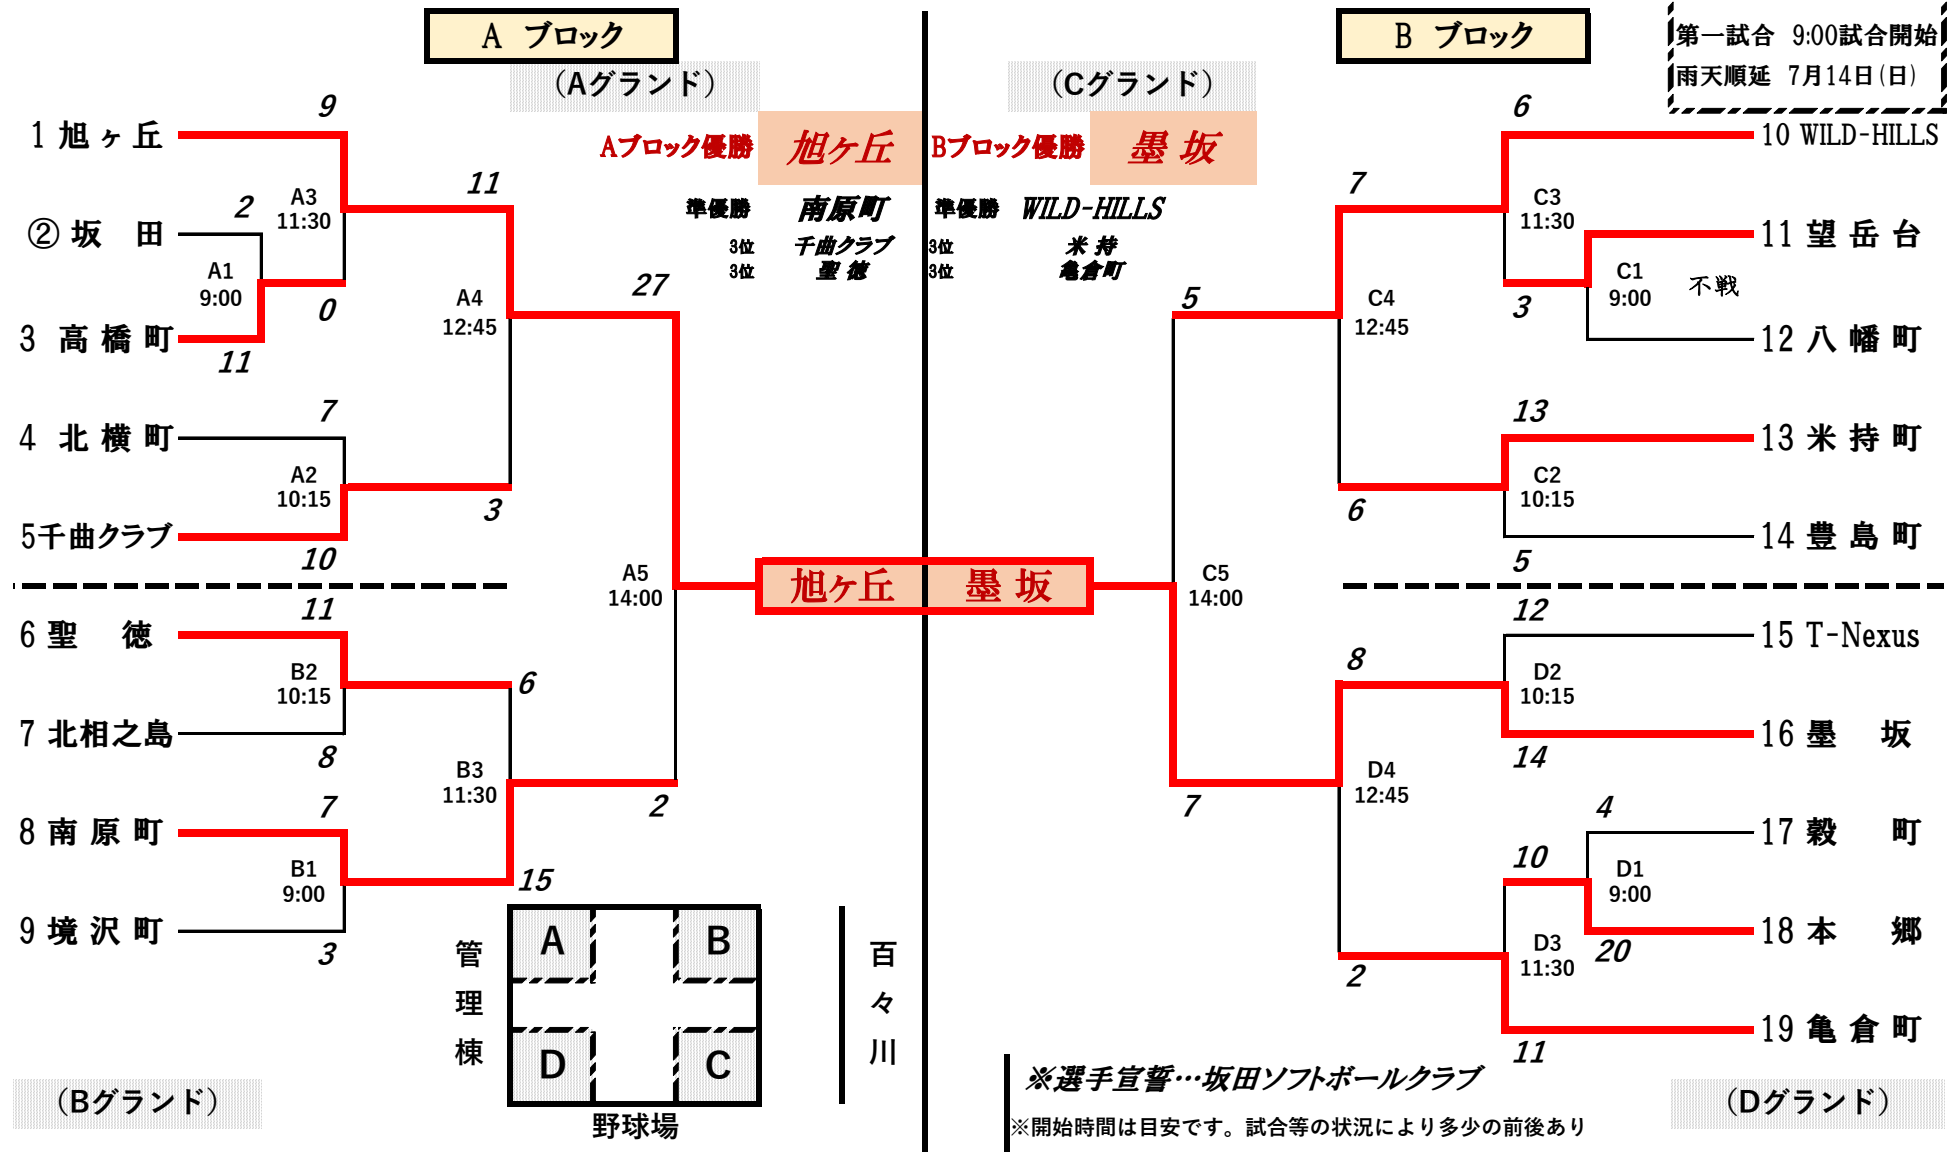 A ブロック
B ブロック
第一試合 9:00試合開始
雨天順延 7月14日(日)
（Aグランド）
（Cグランド）
Aブロック優勝 旭ヶ丘
Bブロック優勝 墨 坂
準優勝 南原町
準優勝 WILD-HILLS
3位 千曲クラブ
3位 米 持
3位 聖 徳
3位 亀倉町
1 旭ヶ丘
② 坂 田
3 高橋町
4 北横町
5千曲クラブ
6 聖 徳
7 北相之島
8 南原町
9 境沢町
9
2
A3
11:30
A1
9:00
0
11
11
A4
12:45
7
A2
10:15
3
10
27
A5
14:00
11
B2
10:15
6
8
B3
11:30
2
7
B1
9:00
15
3
旭ヶ丘 墨 坂
10 WILD-HILLS
11 望岳台
12 八幡町
13 米持町
14 豊島町
15 T-Nexus
16 墨 坂
17 穀 町
18 本 郷
19 亀倉町
6
7
C3
11:30
C1
9:00
不戦
3
5
C4
12:45
13
C2
10:15
6
5
C5
14:00
12
8
D2
10:15
14
7
D4
12:45
4
10
D1
9:00
20
D3
11:30
2
11
管理棟
A
B
D
C
百々川
野球場
（Bグランド）
（Dグランド）
※選手宣誓…坂田ソフトボールクラブ
※開始時間は目安です。試合等の状況により多少の前後あり